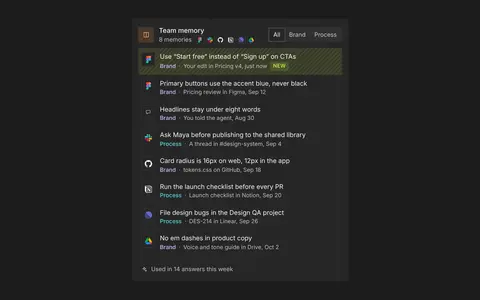 Team memory
8 memories
All Brand Process
Use “Start free” instead of “Sign up” on CTAs
Brand · Your edit in Pricing v4, just now NEW
Primary buttons use the accent blue, never black
Brand · Pricing review in Figma, Sep 12
Headlines stay under eight words
Brand · You told the agent, Aug 30
Ask Maya before publishing to the shared library
Process · A thread in #design-system, Sep 4
Card radius is 16px on web, 12px in the app
Brand · tokens.css on GitHub, Sep 18
Run the launch checklist before every PR
Process · Launch checklist in Notion, Sep 20
File design bugs in the Design QA project
Process · DES-214 in Linear, Sep 26
No em dashes in product copy
Brand · Voice and tone guide in Drive, Oct 2
Used in 14 answers this week